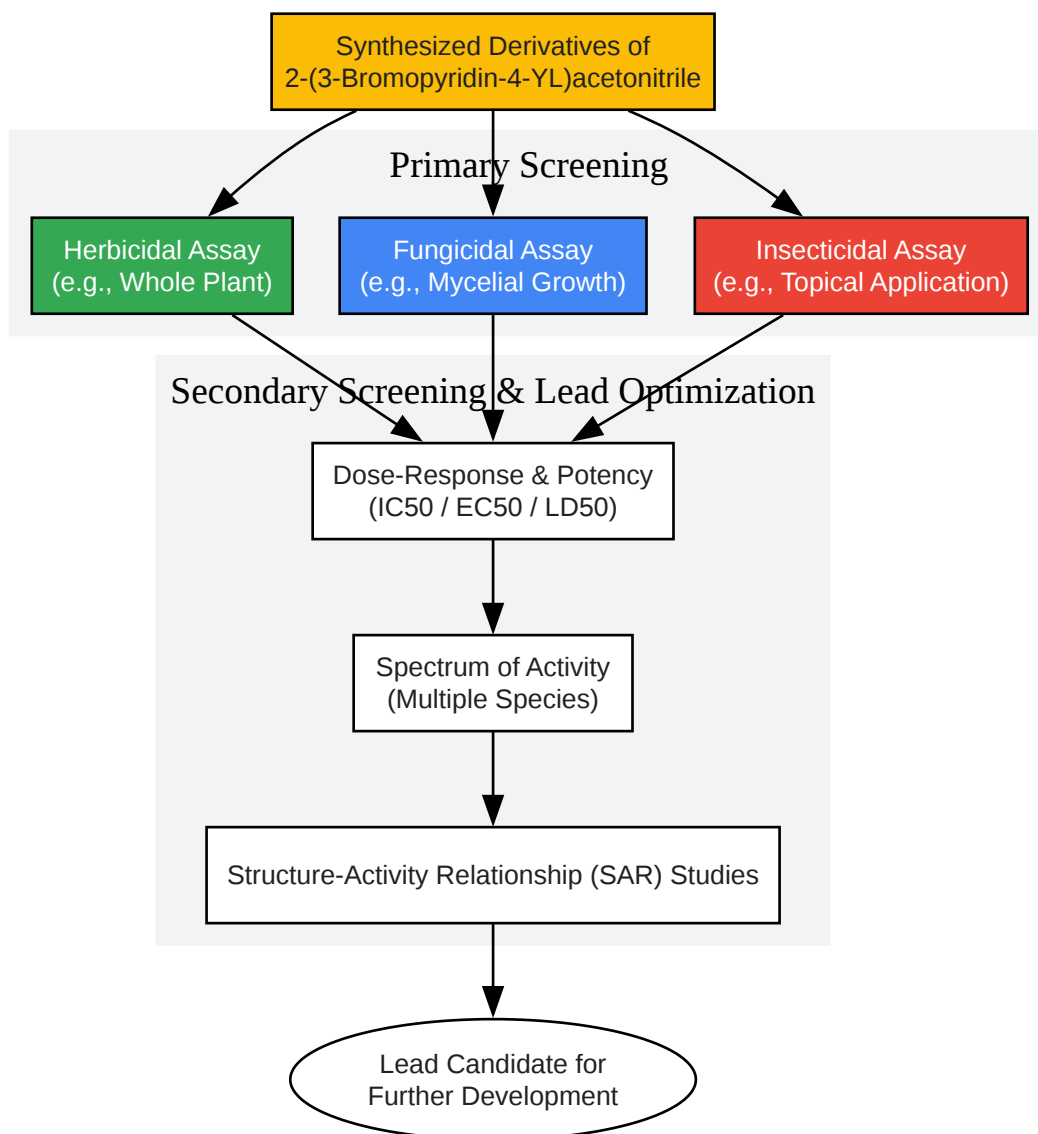 Synthesized Derivatives of
2-(3-Bromopyridin-4-YL)acetonitrile
Primary Screening
Herbicidal Assay
(e.g., Whole Plant)
Fungicidal Assay
(e.g., Mycelial Growth)
Insecticidal Assay
(e.g., Topical Application)
Secondary Screening & Lead Optimization
Dose-Response & Potency
(IC50 / EC50 / LD50)
Spectrum of Activity
(Multiple Species)
Structure-Activity Relationship (SAR) Studies
Lead Candidate for
Further Development